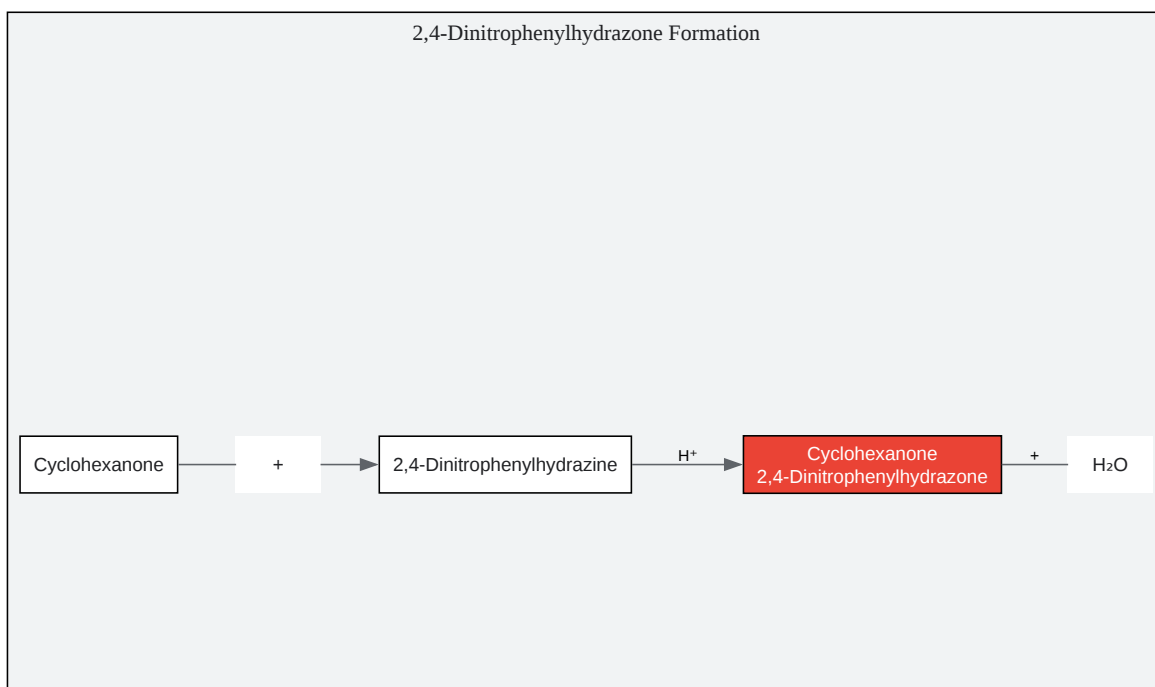 2,4-Dinitrophenylhydrazone Formation
Cyclohexanone
+
2,4-Dinitrophenylhydrazine
H⁺
Cyclohexanone
2,4-Dinitrophenylhydrazone
+
H₂O